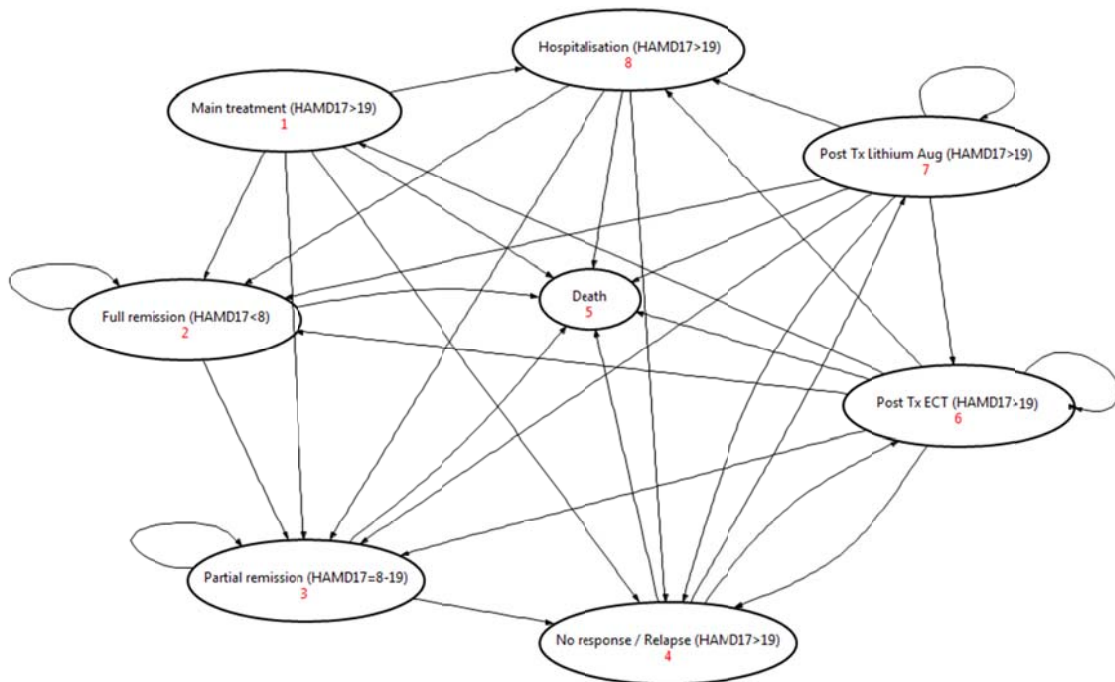 Hospitalisation (HAMD17>19)
8
Main treatment (HAMD17>19)
1
Post Tx Lithium Aug (HAMD17>19)
7
Death
5
Full remission (HAMD17<8)
2
Post Tx ECT (HAMD17>19)
6
Partial remission (HAMD17=8-19)
3
No response / Relapse (HAMD17>19)
4